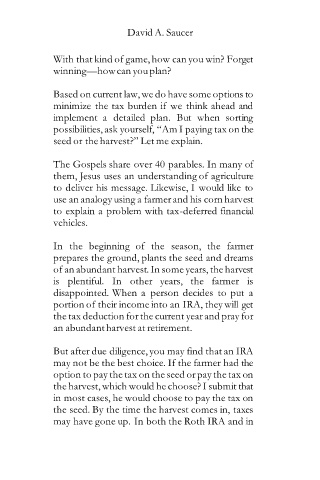 David A. Saucer
With that kind of game, how can you win? Forget
winning—how can you plan?
Based on current law, we do have some options to
minimize the tax burden if we think ahead and
implement a detailed plan. But when sorting
possibilities, ask yourself, “Am I paying tax on the
seed or the harvest?” Let me explain.
The Gospels share over 40 parables. In many of
them, Jesus uses an understanding of agriculture
to deliver his message. Likewise, I would like to
use an analogy using a farmer and his corn harvest
to explain a problem with tax-deferred financial
vehicles.
In the beginning of the season, the farmer
prepares the ground, plants the seed and dreams
of an abundant harvest. In some years, the harvest
is plentiful. In other years, the farmer is
disappointed. When a person decides to put a
portion of their income into an IRA, they will get
the tax deduction for the current year and pray for
an abundant harvest at retirement.
But after due diligence, you may find that an IRA
may not be the best choice. If the farmer had the
option to pay the tax on the seed or pay the tax on
the harvest, which would he choose? I submit that
in most cases, he would choose to pay the tax on
the seed. By the time the harvest comes in, taxes
may have gone up. In both the Roth IRA and in